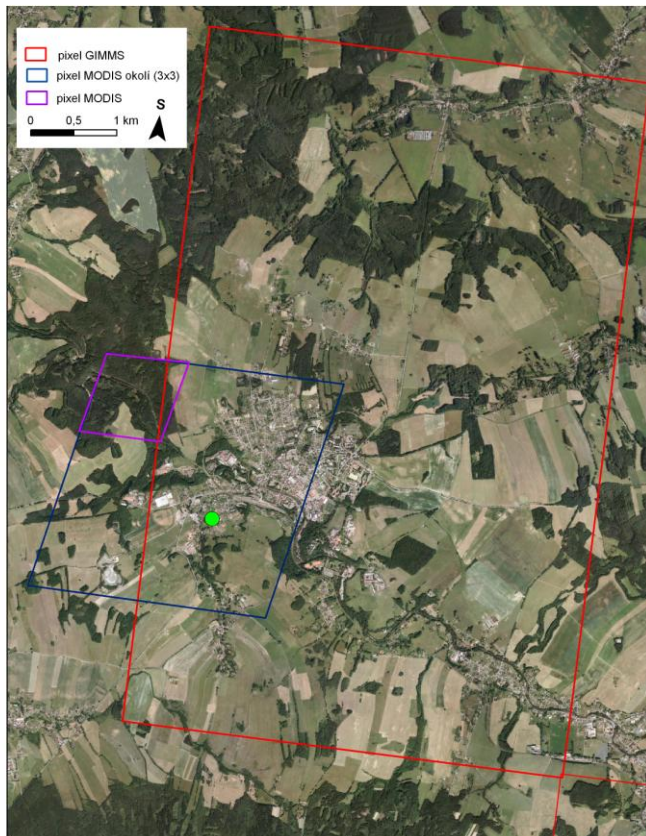 pixel GIMMS
pixel MODIS okolí (3x3)
pixel MODIS
S
0 0,5 1 km